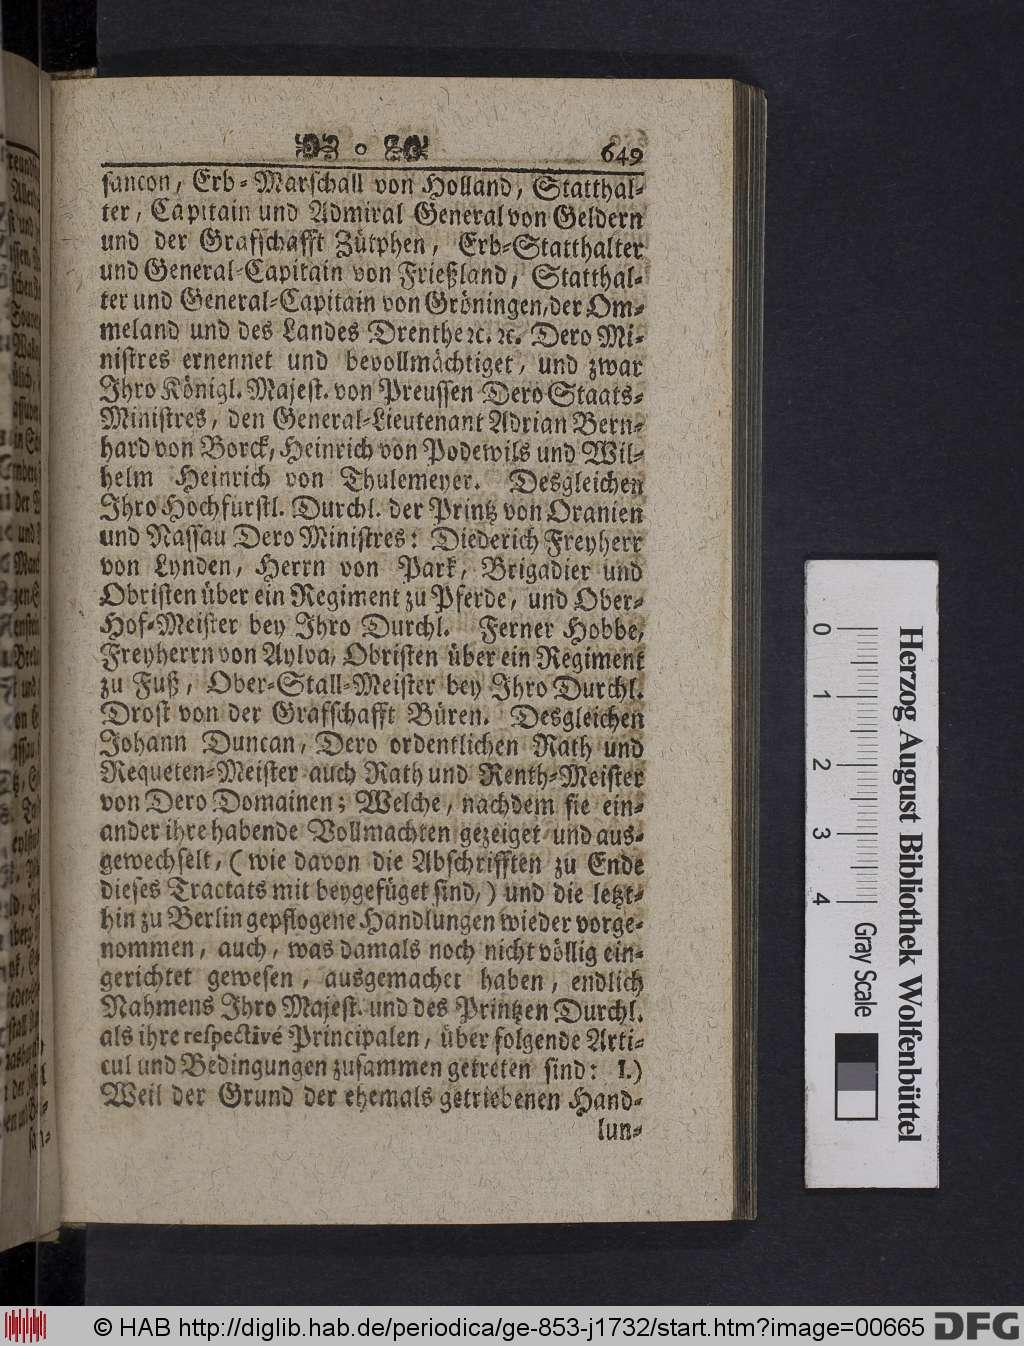 649
sancon, Erb-Marschall von Holland, Statthal-
ter, Capitain und Admiral General von Geldern
und der Grafschafft Zütphen, Erb-Statthalter
und General-Capitain von Frießland, Statthal-
ter und General-Capitain von Gröningen, der Om-
meland und des Landes Drenthe ꝛc. ꝛc. Dero Mi-
nistres ernennet und bevollmächtiget, und zwar
Ihro Königl. Majest. von Preussen Dero Staats-
Ministres, den General-Lieutenant Adrian Bern-
hard von Borck, Heinrich von Podewils und Wil-
helm Heinrich von Thulemeyer. Desgleichen
Ihro Hochfürstl. Durchl. der Printz von Oranien
und Nassau Dero Ministres: Diederich Freyherr
von Lynden, Herrn von Park, Brigadier und
Obristen über ein Regiment zu Pferde, und Ober-
Hof-Meister bey Ihro Durchl. Ferner Hobbe,
Freyherrn von Aylva, Obristen über ein Regiment
zu Fuß, Ober-Stall-Meister bey Ihro Durchl.
Drost von der Grafschafft Büren. Desgleichen
Johann Duncan, Dero ordentlichen Rath und
Requeten-Meister auch Rath und Renth-Meister
von Dero Domainen; Welche, nachdem sie ein-
ander ihre habende Vollmachten gezeiget und aus-
gewechselt, (wie davon die Abschrifften zu Ende
dieses Tractats mit beygefüget sind,) und die letzt-
hin zu Berlin gepflogene Handlungen wieder vorge-
nommen, auch, was damals noch nicht völlig ein-
gerichtet gewesen, ausgemachet haben, endlich
Nahmens Ihro Majest. und des Printzen Durchl.
als ihre respectivé Principalen, über folgende Arti-
cul und Bedingungen zusammen getreten sind: I.)
Weil der Grund der ehemals getriebenen Hand-
lun-
0 1 2 3 4
Gray Scale
Herzog August Bibliothek Wolfenbüttel
© HAB http://diglib.hab.de/periodica/ge-853-j1732/start.htm?image=00665
DFG